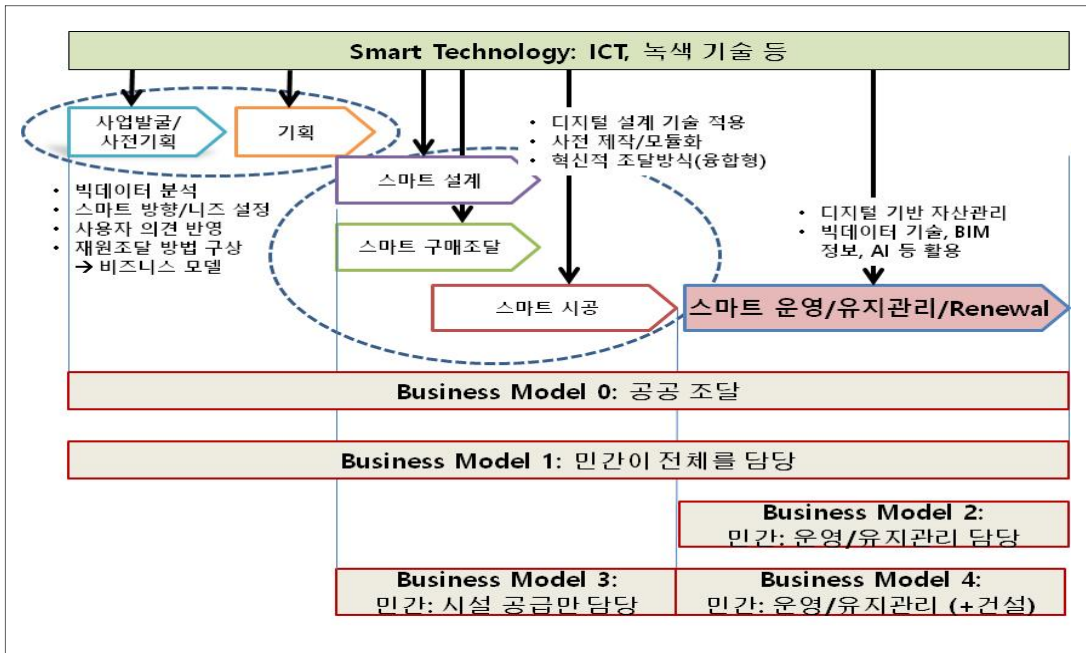 Smart Technology: ICT, 녹색 기술 등
사업발굴/
사전기획
기획
• 디지털 설계 기술 적용
• 사전 제작/모듈화
• 혁신적 조달방식(융합형)
스마트 설계
• 빅데이터 분석
• 스마트 방향/니즈 설정
• 사용자 의견 반영
• 재원조달 방법 구상
→ 비즈니스 모델
스마트 구매조달
• 디지털 기반 자산관리
• 빅데이터 기술, BIM
정보, AI 등 활용
스마트 시공
스마트 운영/유지관리/Renewal
Business Model 0: 공공 조달
Business Model 1: 민간이 전체를 담당
Business Model 2:
민간: 운영/유지관리 담당
Business Model 3:
민간: 시설 공급만 담당
Business Model 4:
민간: 운영/유지관리 (+건설)